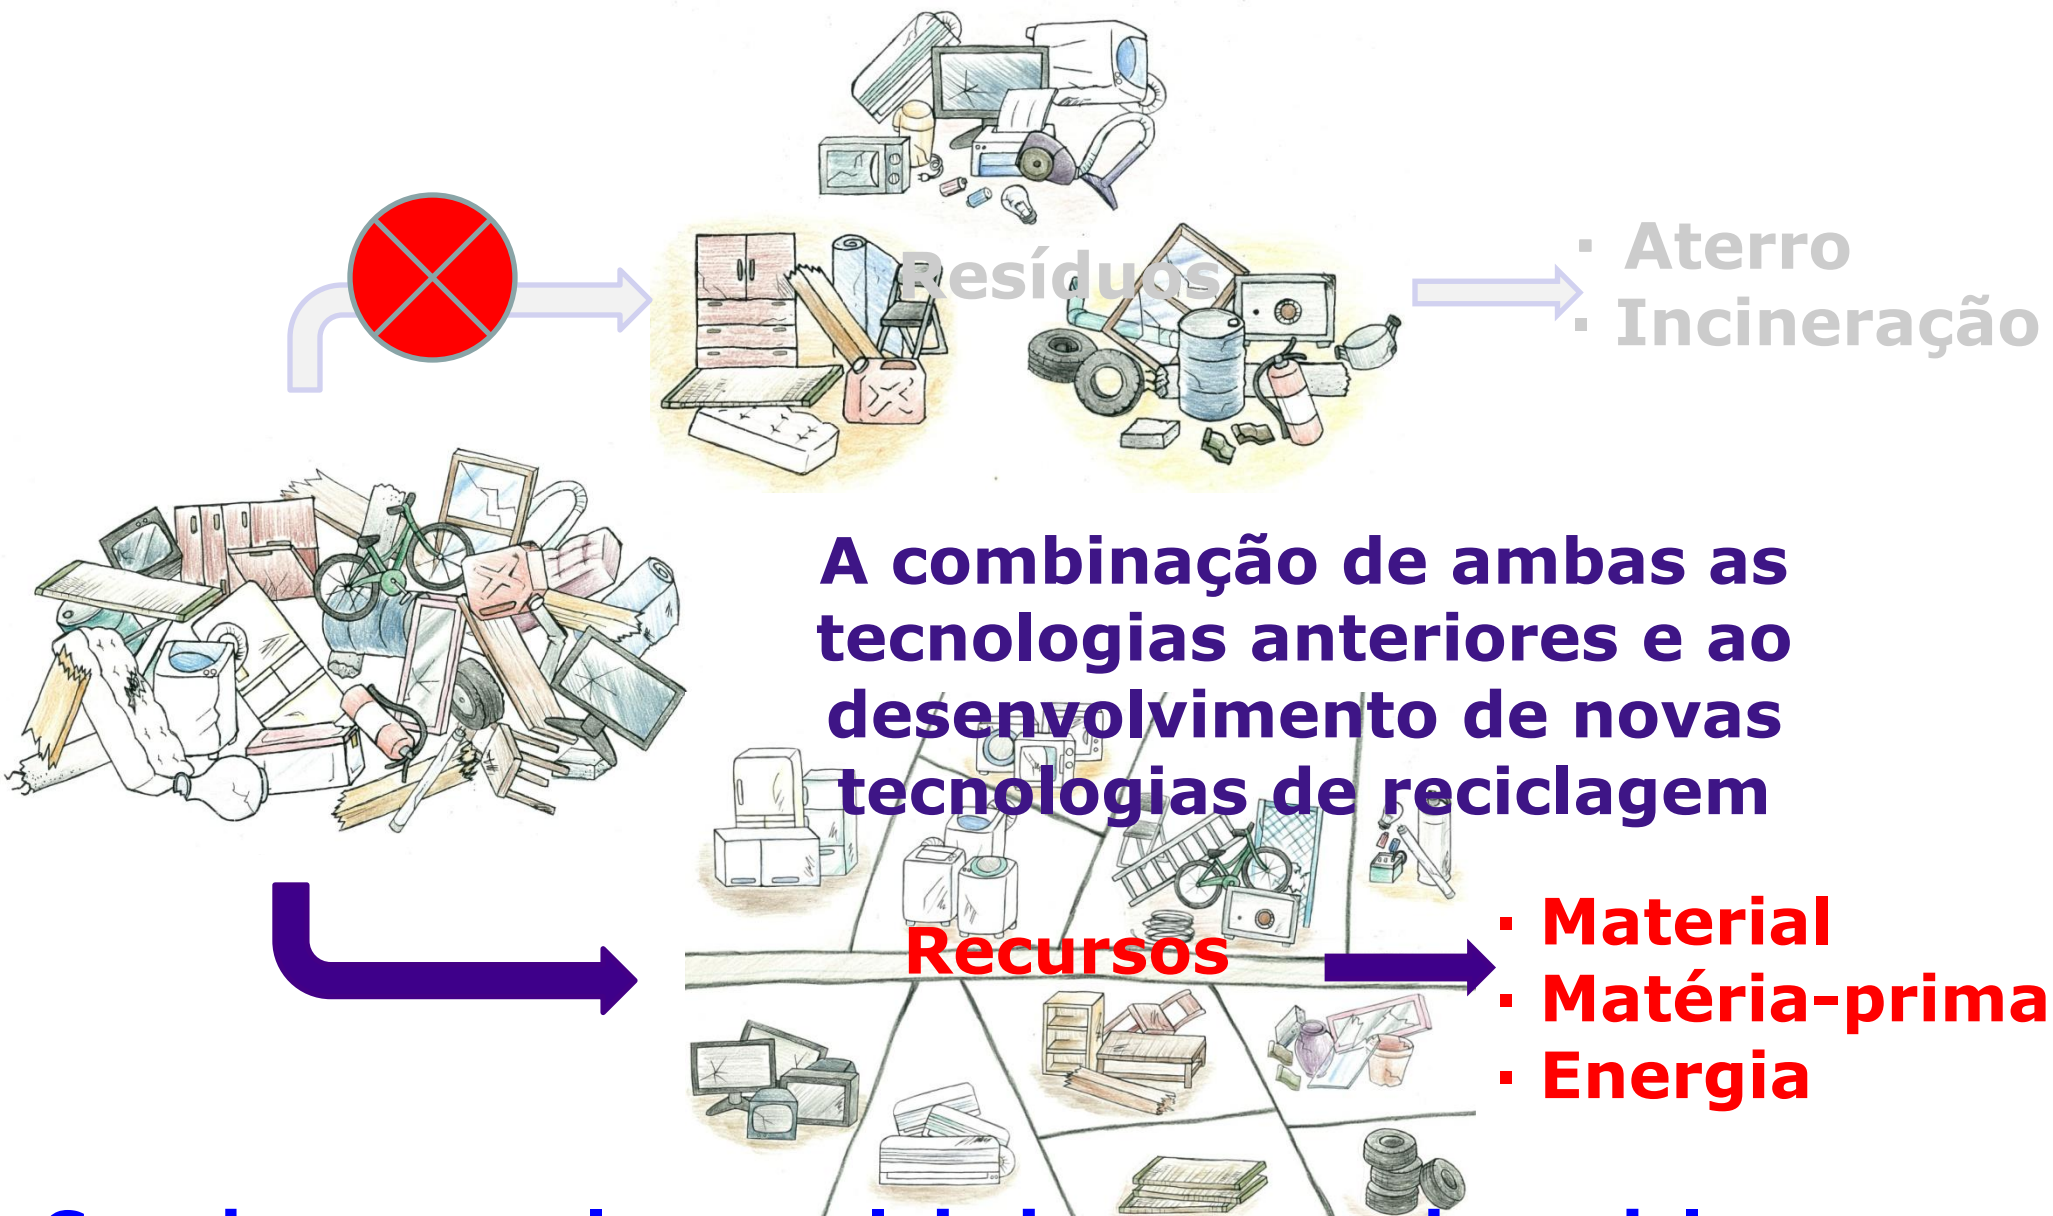 Resíduos
▪ Aterro
▪ Incineração
A combinação de ambas as
tecnologias anteriores e ao
desenvolvimento de novas
tecnologias de reciclagem
Recursos
▪ Material
▪ Matéria-prima
▪ Energia